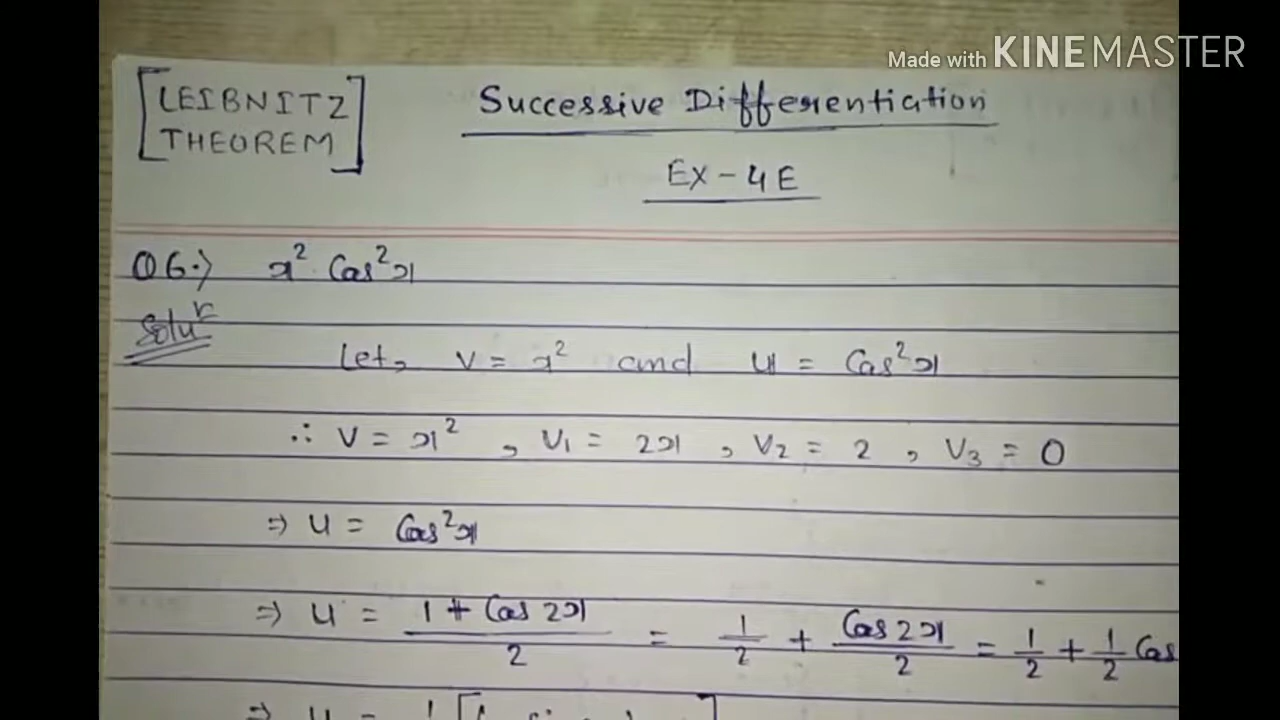 Made with KINEMASTER
[LEIBNITZ THEOREM]
Successive Differentiation
Ex - 4E
Q6.> x² Cos²x
Soluⁿ
Let, v = x² and u = Cos²x
∴ v = x² , v₁ = 2x , v₂ = 2 , v₃ = 0
⇒ u = Cos²x
⇒ u = (1 + Cos 2x)/2 = 1/2 + (Cos 2x)/2 = 1/2 + 1/2 Cos
⇒ u =